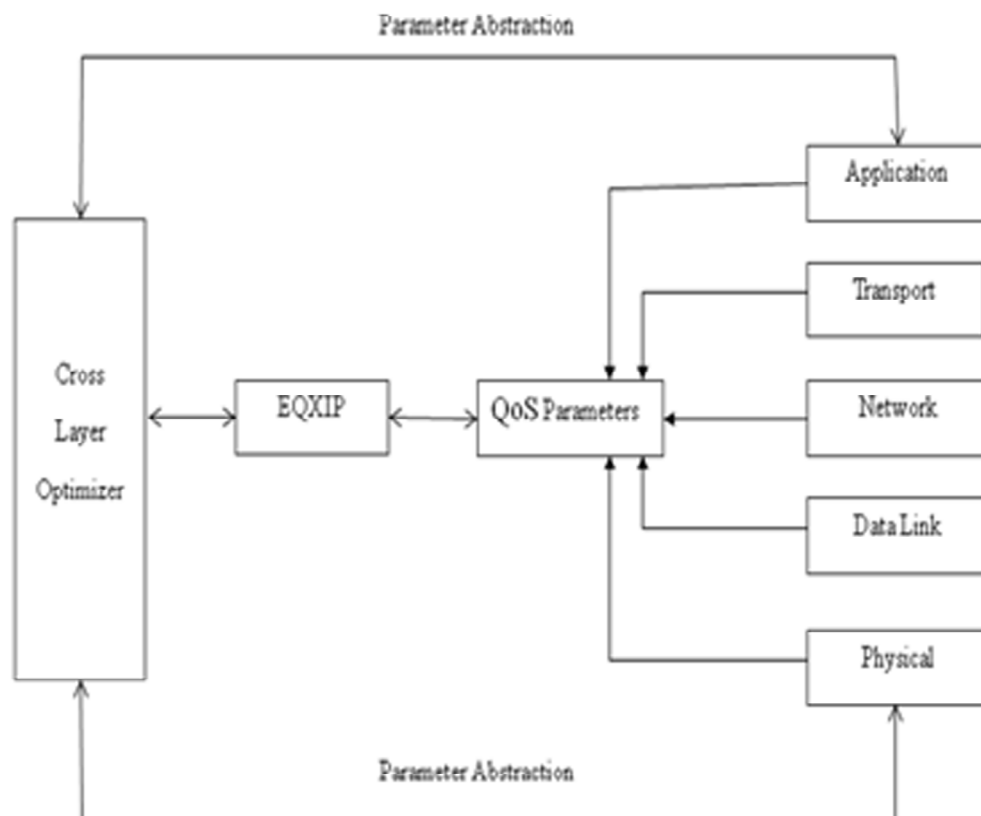 Parameter Abstraction
Application
Transport
Cross
Layer
Optimizer
EQXIP
QoS Parameters
Network
Data Link
Physical
Parameter Abstraction